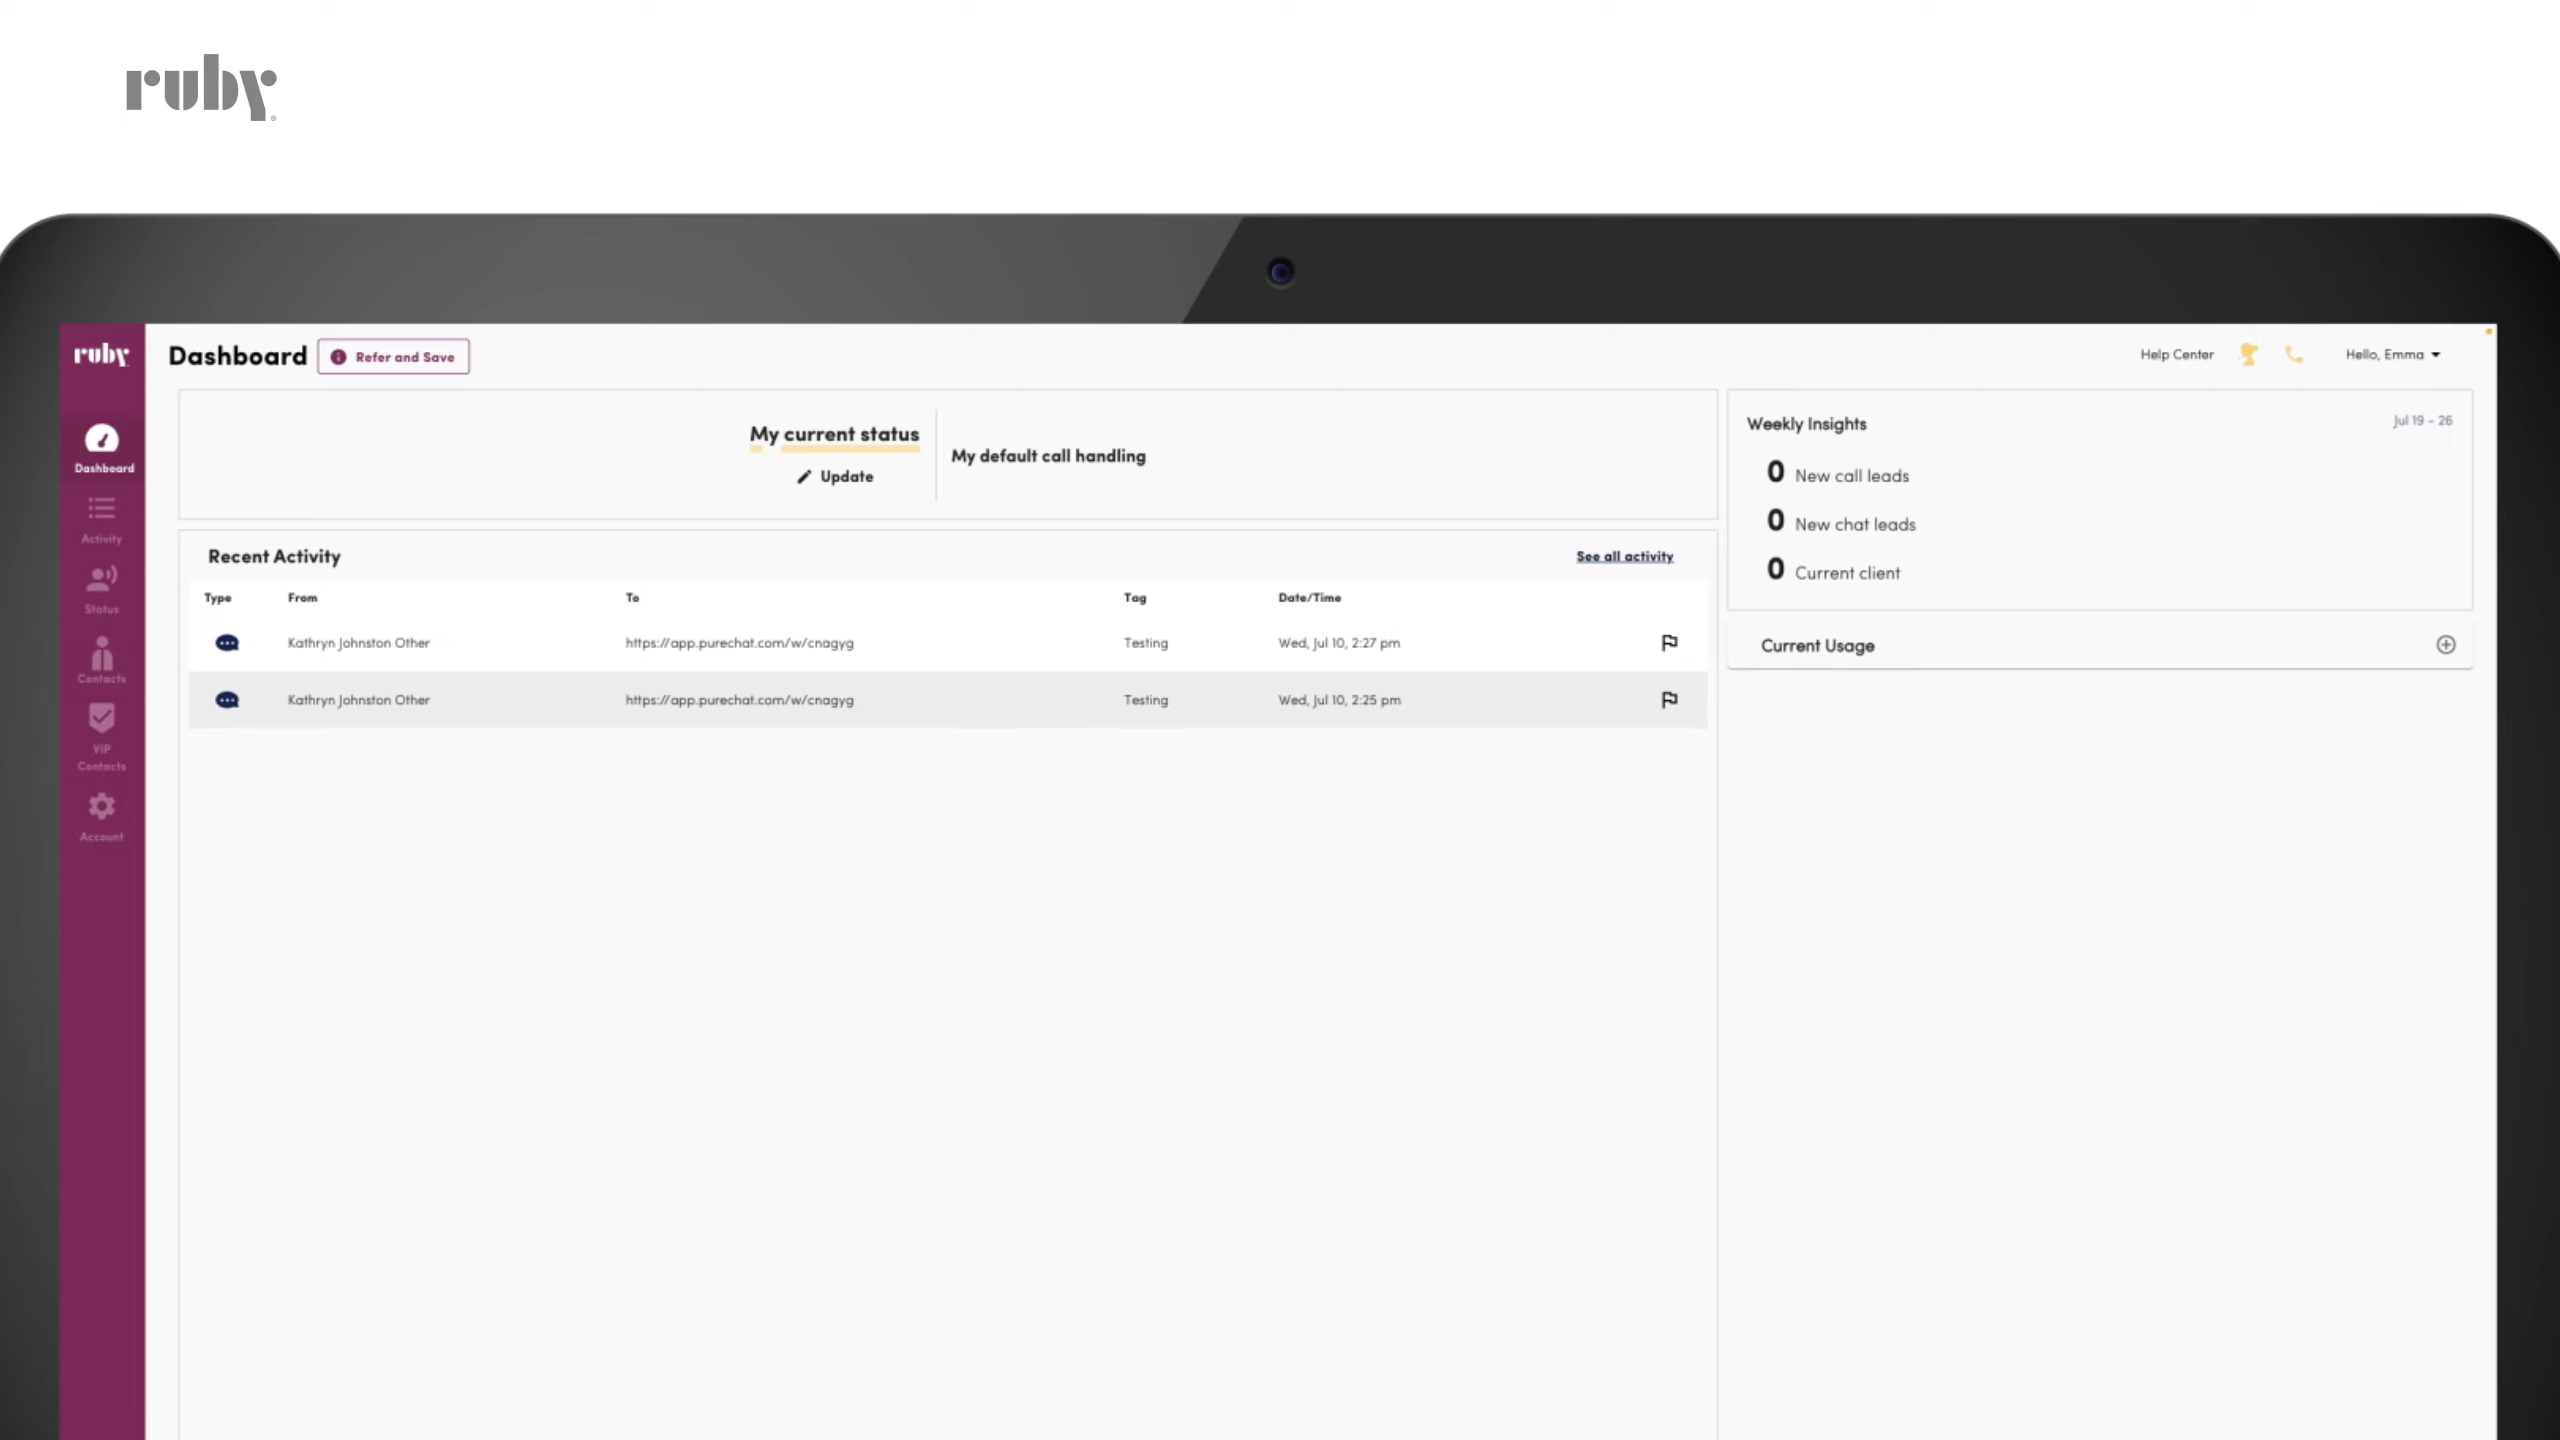 ruby
ruby
Dashboard
Refer and Save
Help Center
Hello, Emma
Dashboard
Activity
Status
Contacts
VIP
Contacts
Account
My current status
Update
My default call handling
Weekly Insights
Jul 19 - 26
0 New call leads
0 New chat leads
0 Current client
Current Usage
Recent Activity
See all activity
Type From To Tag Date/Time
Kathryn Johnston Other https://app.purechat.com/w/cnagyg Testing Wed, Jul 10, 2:27 pm
Kathryn Johnston Other https://app.purechat.com/w/cnagyg Testing Wed, Jul 10, 2:25 pm